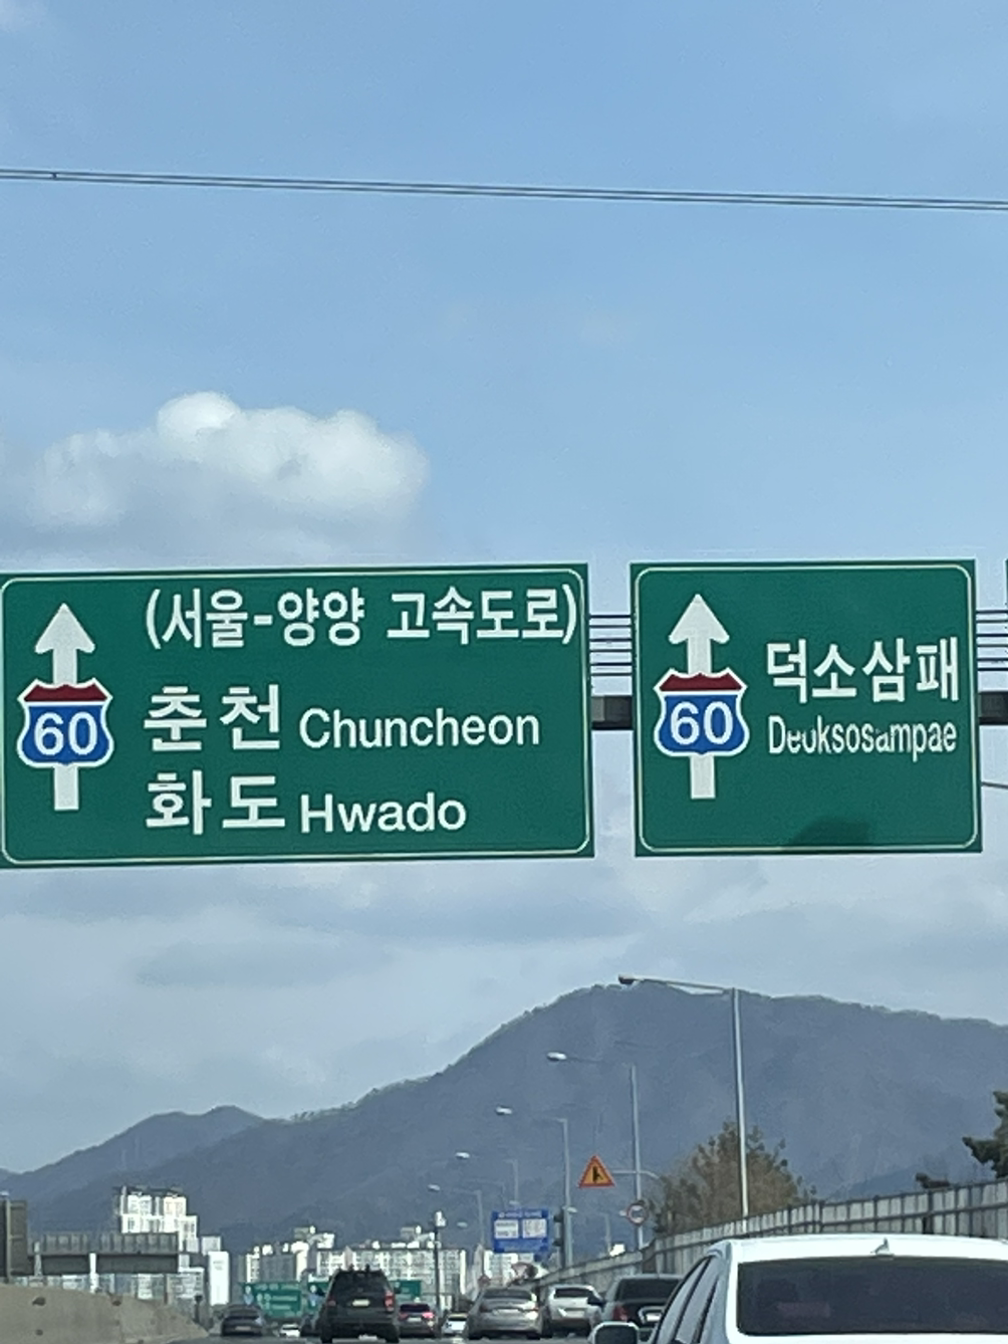 (서울-양양 고속도로)
60
춘천 Chuncheon
화도 Hwado
60
덕소삼패
Deoksosampae